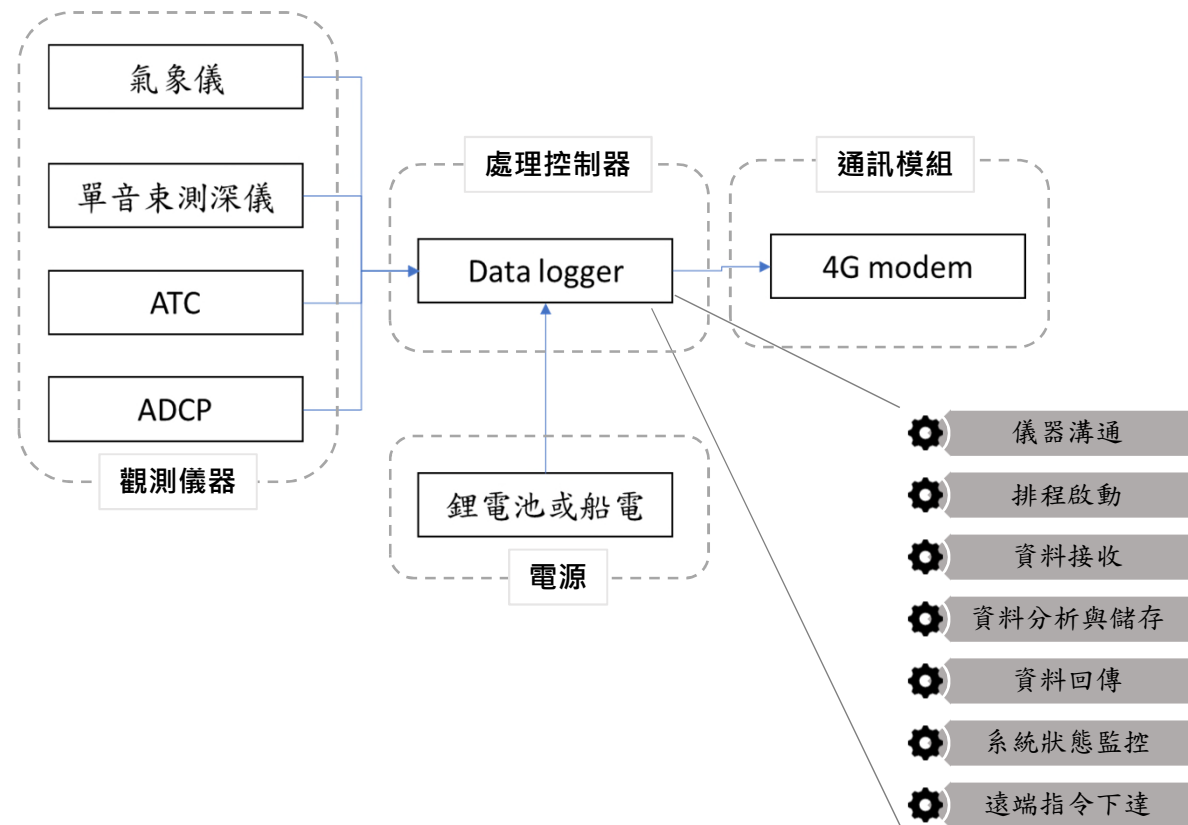 氣象儀
單音束測深儀
ATC
ADCP
觀測儀器
處理控制器
Data logger
鋰電池或船電
電源
通訊模組
4G modem
儀器溝通
排程啟動
資料接收
資料分析與儲存
資料回傳
系統狀態監控
遠端指令下達